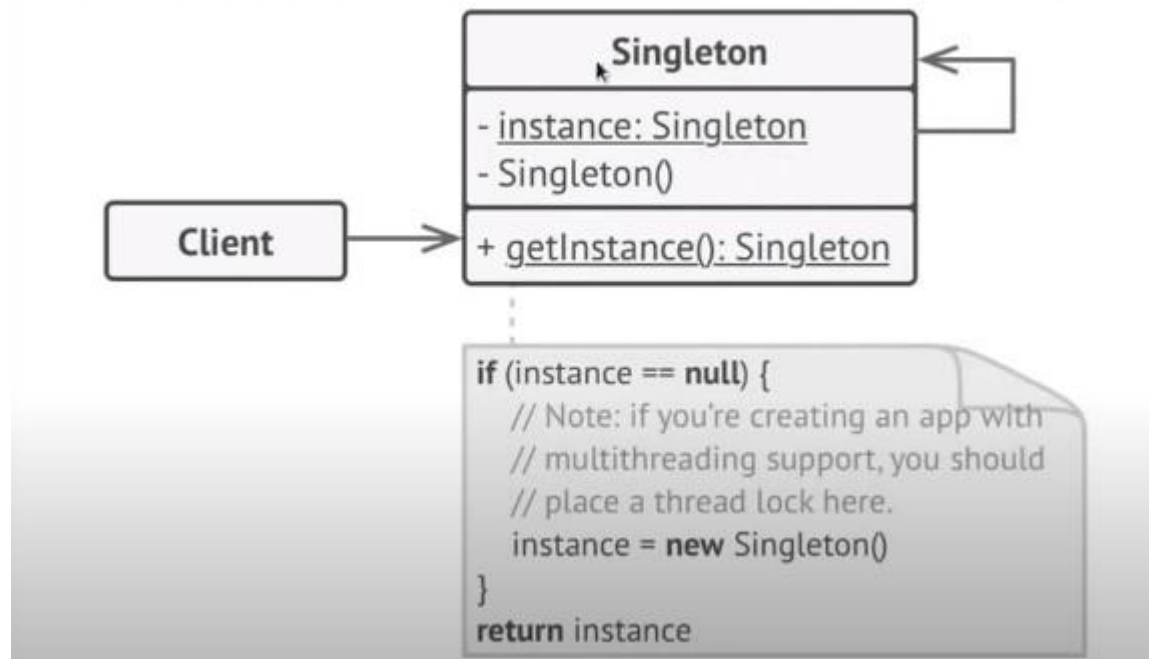 Singleton
- instance: Singleton
- Singleton()
Client
+ getInstance(): Singleton
if (instance == null) {
// Note: if you're creating an app with
// multithreading support, you should
// place a thread lock here.
instance = new Singleton()
}
return instance